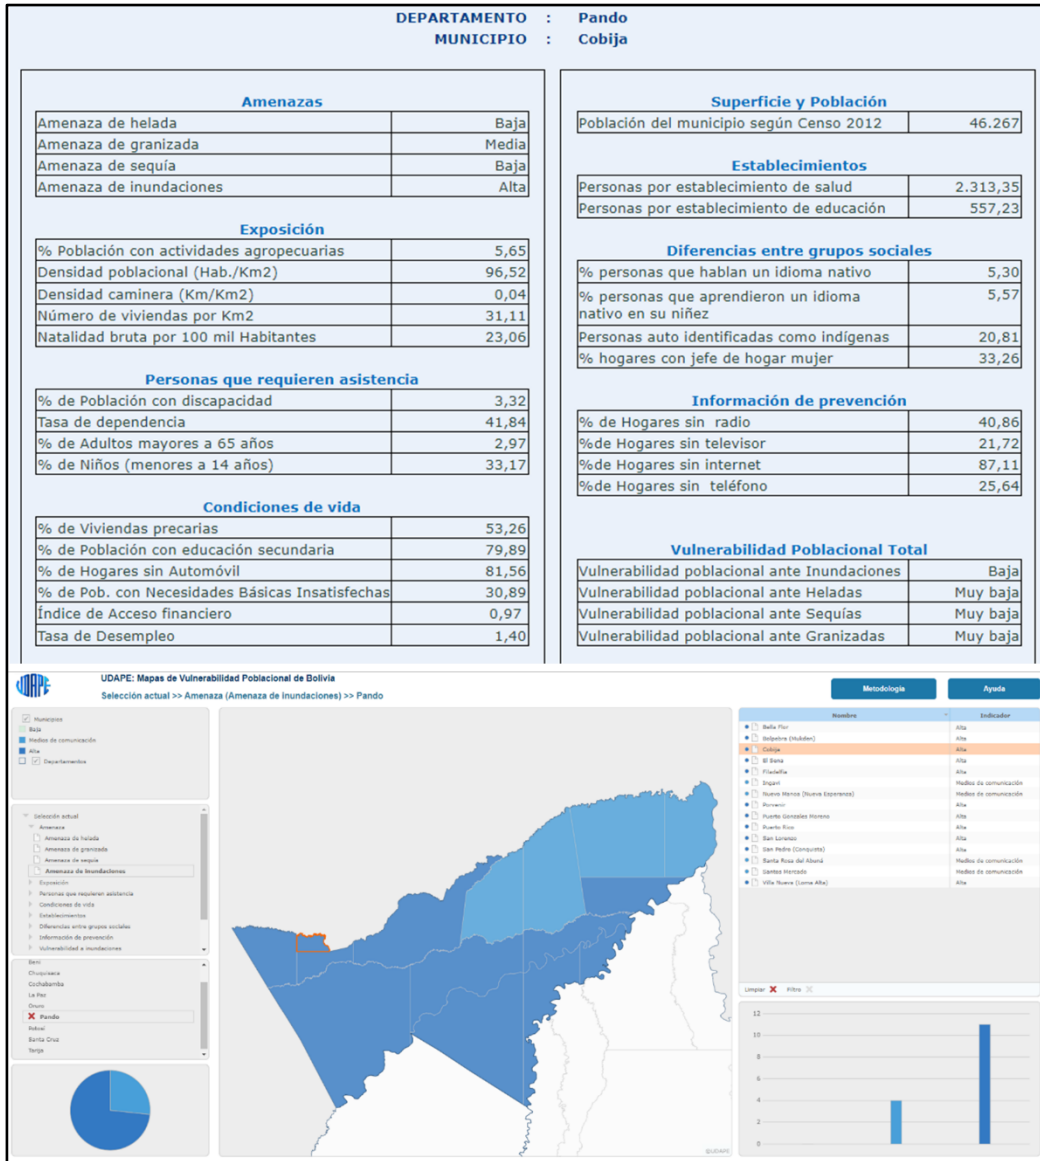 DEPARTAMENTO : Pando
MUNICIPIO : Cobija
Amenazas
Amenaza de helada Baja
Amenaza de granizada Media
Amenaza de sequía Baja
Amenaza de inundaciones Alta
Exposición
% Población con actividades agropecuarias 5,65
Densidad poblacional (Hab./Km2) 96,52
Densidad caminera (Km/Km2) 0,04
Número de viviendas por Km2 31,11
Natalidad bruta por 100 mil Habitantes 23,06
Personas que requieren asistencia
% de Población con discapacidad 3,32
Tasa de dependencia 41,84
% de Adultos mayores a 65 años 2,97
% de Niños (menores a 14 años) 33,17
Condiciones de vida
% de Viviendas precarias 53,26
% de Población con educación secundaria 79,89
% de Hogares sin Automóvil 81,56
% de Pob. con Necesidades Básicas Insatisfechas 30,89
Índice de Acceso financiero 0,97
Tasa de Desempleo 1,40
Superficie y Población
Población del municipio según Censo 2012 46.267
Establecimientos
Personas por establecimiento de salud 2.313,35
Personas por establecimiento de educación 557,23
Diferencias entre grupos sociales
% personas que hablan un idioma nativo 5,30
% personas que aprendieron un idioma
nativo en su niñez 5,57
Personas auto identificadas como indígenas 20,81
% hogares con jefe de hogar mujer 33,26
Información de prevención
% de Hogares sin radio 40,86
%de Hogares sin televisor 21,72
%de Hogares sin internet 87,11
%de Hogares sin teléfono 25,64
Vulnerabilidad Poblacional Total
Vulnerabilidad poblacional ante Inundaciones Baja
Vulnerabilidad poblacional ante Heladas Muy baja
Vulnerabilidad poblacional ante Sequías Muy baja
Vulnerabilidad poblacional ante Granizadas Muy baja
UDAPE
UDAPE: Mapas de Vulnerabilidad Poblacional de Bolivia
Selección actual >> Amenaza (Amenaza de inundaciones) >> Pando
Metodología
Ayuda
Municipios
Baja
Medios de comunicación
Alta
Departamentos
Selección actual
Amenaza
Amenaza de helada
Amenaza de granizada
Amenaza de sequía
Amenaza de inundaciones
Exposición
Personas que requieren asistencia
Condiciones de vida
Establecimientos
Diferencias entre grupos sociales
Información de prevención
Vulnerabilidad a inundaciones
Beni
Chuquisaca
Cochabamba
La Paz
Oruro
Pando
Potosí
Santa Cruz
Tarija
Nombre Indicador
Bella Flor Alta
Bolpebra (Mukden) Alta
Cobija Alta
El Sena Alta
Filadelfia Alta
Ingavi Medios de comunicación
Nuevo Manoa (Nueva Esperanza) Medios de comunicación
Porvenir Alta
Puerto Gonzales Moreno Alta
Puerto Rico Alta
San Lorenzo Alta
San Pedro (Conquista) Alta
Santa Rosa del Abuná Medios de comunicación
Santos Mercado Medios de comunicación
Villa Nueva (Loma Alta) Alta
Limpiar Filtro
12
10
8
6
4
2
0
©UDAPE